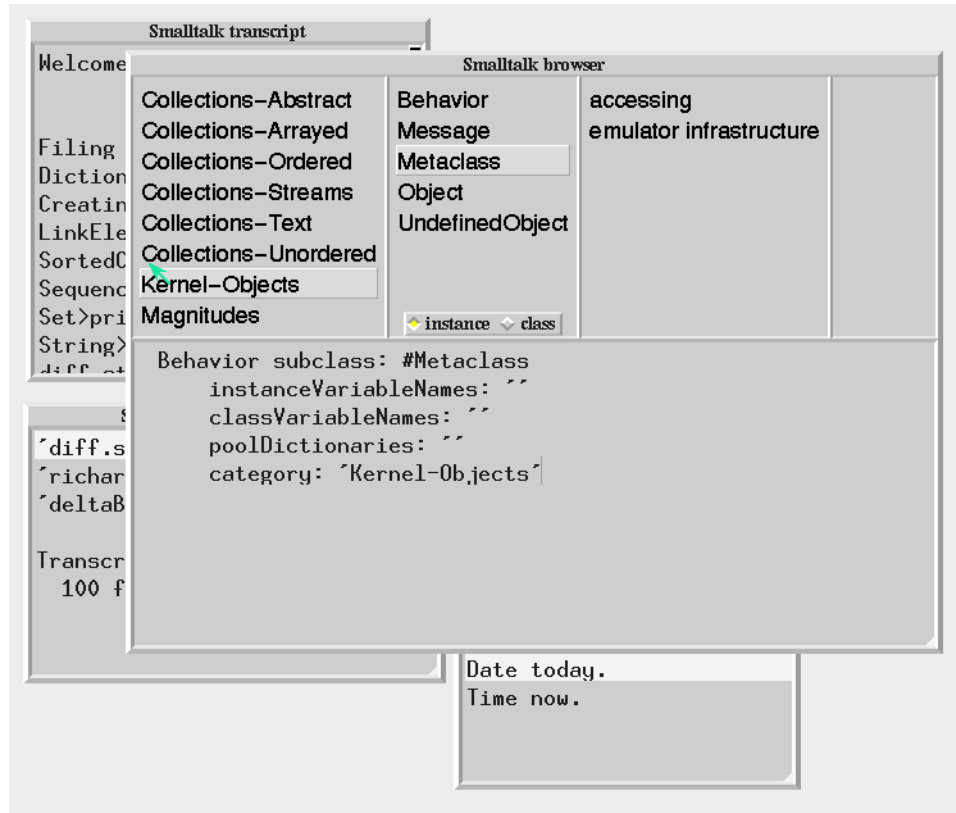 Smalltalk transcript
Welcome
Filing
Diction
Creatin
LinkEle
SortedC
Sequenc
Set>pri
String>
diff.st
Smalltalk browser
Collections-Abstract
Collections-Arrayed
Collections-Ordered
Collections-Streams
Collections-Text
Collections-Unordered
Kernel-Objects
Magnitudes
Behavior
Message
Metaclass
Object
UndefinedObject
instance class
accessing
emulator infrastructure
Behavior subclass: #Metaclass
instanceVariableNames: ´´
classVariableNames: ´´
poolDictionaries: ´´
category: ´Kernel-Objects´
S
´diff.s
´richar
´deltaB
Transcr
100 f
Date today.
Time now.